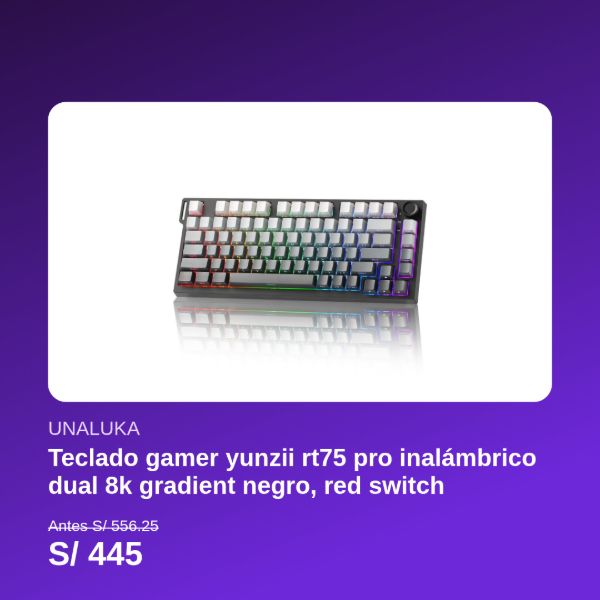 UNALUKA
Teclado gamer yunzii rt75 pro inalámbrico
dual 8k gradient negro, red switch
Antes S/ 556.25
S/ 445